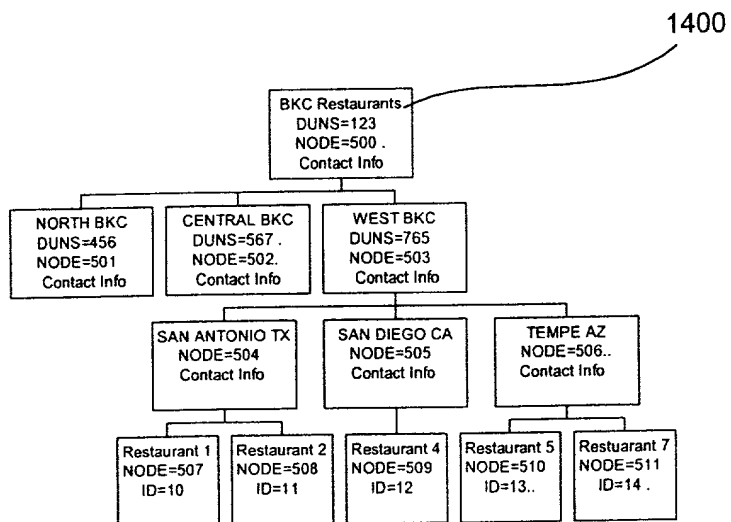 1400
BKC Restaurants
DUNS=123
NODE=500 .
Contact Info
NORTH BKC
DUNS=456
NODE=501
Contact Info
CENTRAL BKC
DUNS=567 .
NODE=502.
Contact Info
WEST BKC
DUNS=765
NODE=503
Contact Info
SAN ANTONIO TX
NODE=504
Contact Info
SAN DIEGO CA
NODE=505
Contact Info
TEMPE AZ
NODE=506..
Contact Info
Restaurant 1
NODE=507
ID=10
Restaurant 2
NODE=508
ID=11
Restaurant 4
NODE=509
ID=12
Restaurant 5
NODE=510
ID=13..
Restuarant 7
NODE=511
ID=14 .